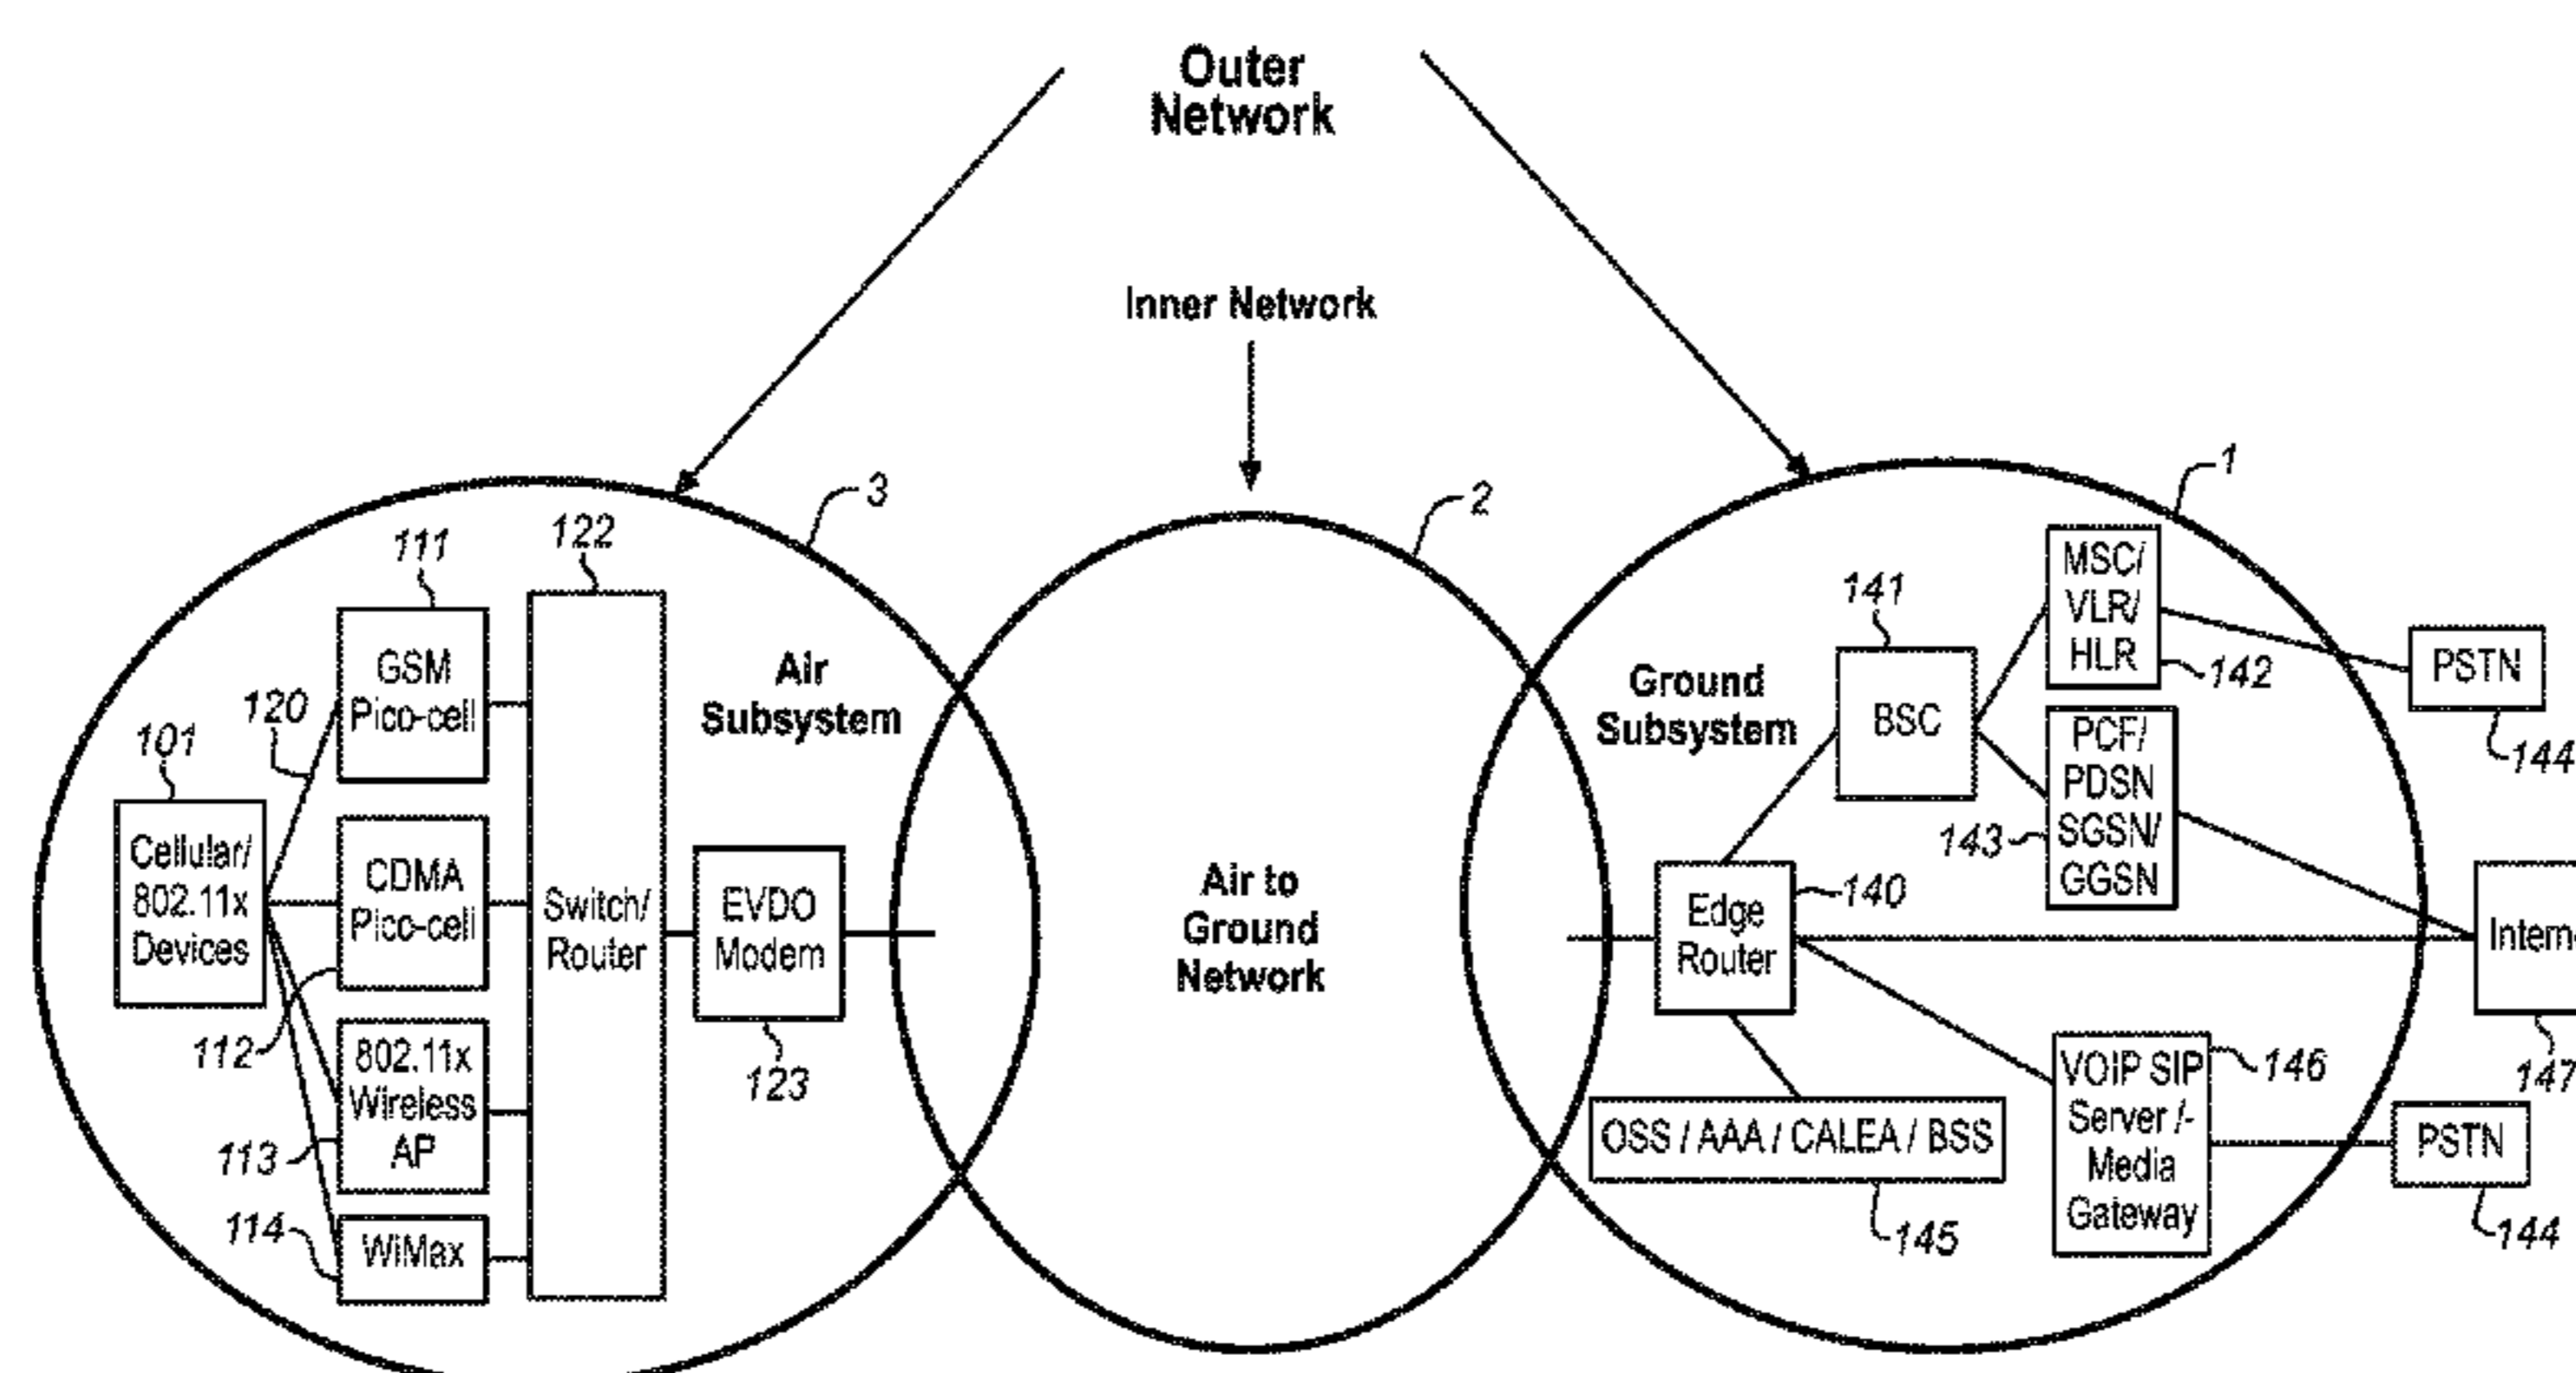 Outer
Network
Inner Network
3
2
1
111
122
141
MSC/
VLR/
HLR
142
GSM
Pico-cell
120
101
Air
Subsystem
Ground
Subsystem
BSC
PSTN
144
PCF/
PDSN
SGSN/
GGSN
143
Cellular/
802.11x
Devices
CDMA
Pico-cell
112
Switch/
Router
EVDO
Modem
123
Air to
Ground
Network
Edge
Router
140
Intern
147
802.11x
Wireless
AP
113
WiMax
114
OSS / AAA / CALEA / BSS
145
VOIP SIP
Server /-
Media
Gateway
146
PSTN
144